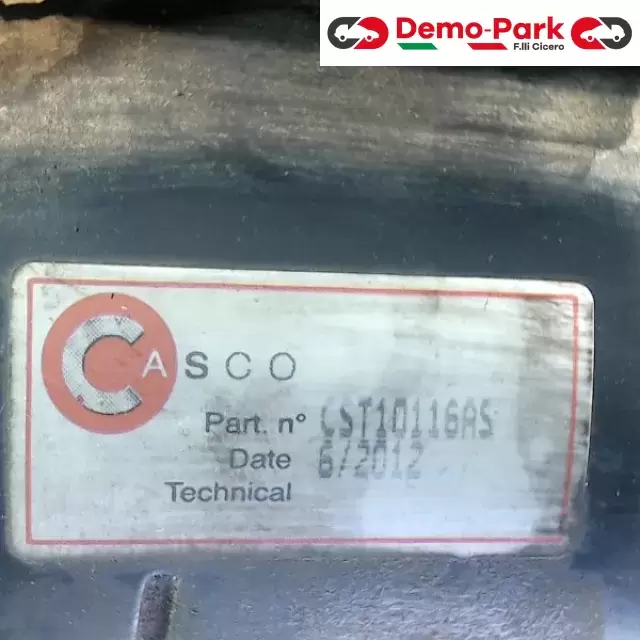 Demo-Park
F.lli Cicero
CASCO
Part. n° CST10116AS
Date 6/2012
Technical